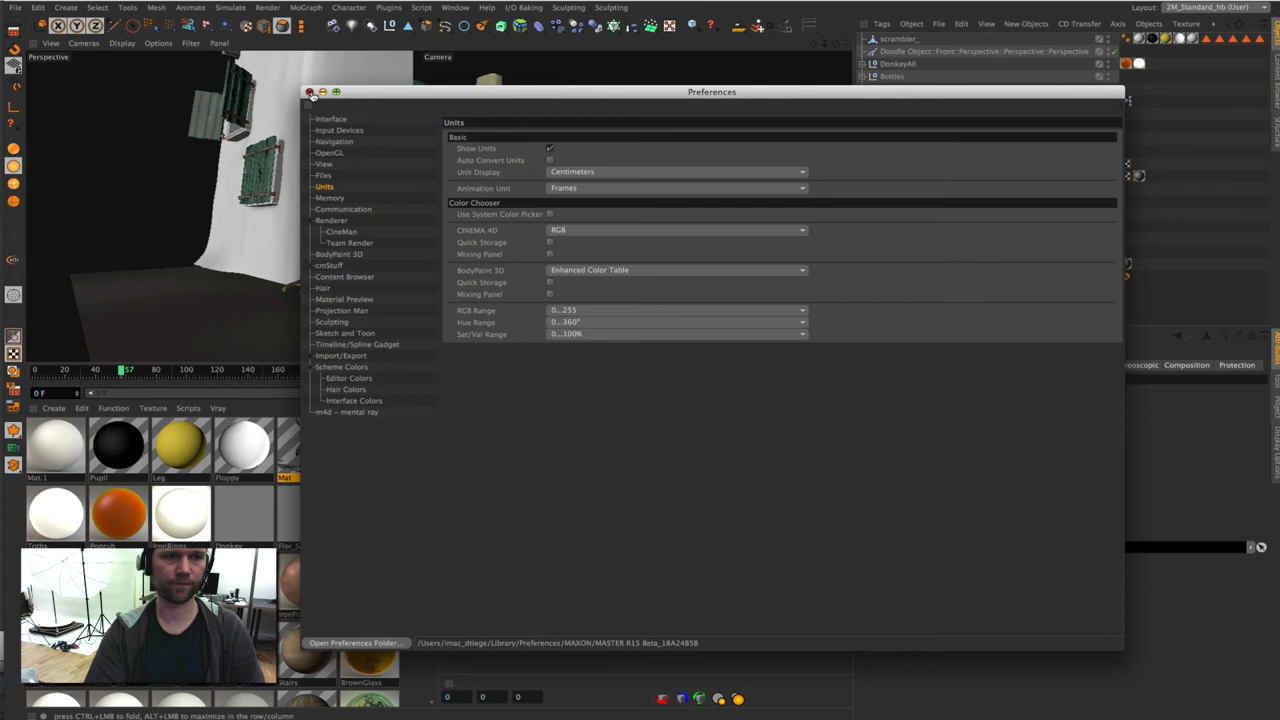 File Edit Create Select Tools Mesh Animate Simulate Render MoGraph Character Plugins Script Window Help I/O Baking Sculpting Sculpting Layout: 2M_Standard_hb (User)
Tags Object File Edit View New Objects CD Transfer Axis Objects Texture
View Cameras Display Options Filter Panel
scrambler_
Doodle Object::Front::Perspective::Perspective::Perspective
DonkeyAll
Bottles
Perspective Camera
Preferences
Interface
Input Devices
Navigation
OpenGL
View
Files
Units
Memory
Communication
Renderer
CineMan
Team Render
BodyPaint 3D
cmStuff
Content Browser
Hair
Material Preview
Projection Man
Sculpting
Sketch and Toon
Timeline/Spline Gadget
Import/Export
Scheme Colors
Editor Colors
Hair Colors
Interface Colors
m4d – mental ray
Units
Basic
Show Units
Auto Convert Units
Unit Display Centimeters
Animation Unit Frames
Color Chooser
Use System Color Picker
CINEMA 4D RGB
Quick Storage
Mixing Panel
BodyPaint 3D Enhanced Color Table
Quick Storage
Mixing Panel
RGB Range 0...255
Hue Range 0...360°
Sat/Val Range 0...100%
Open Preferences Folder... /Users/imac_dtiege/Library/Preferences/MAXON/MASTER R15 Beta_18A2485B
0 20 40 57 80 100 120 140 160
0 F
Create Edit Function Texture Scripts Vray
Mat.1 Pupil Leg Floppy Mat
Stairs BrownGlass
eoscopic Composition Protection
0 0 0
press CTRL+LMB to fold, ALT+LMB to maximize in the row/column